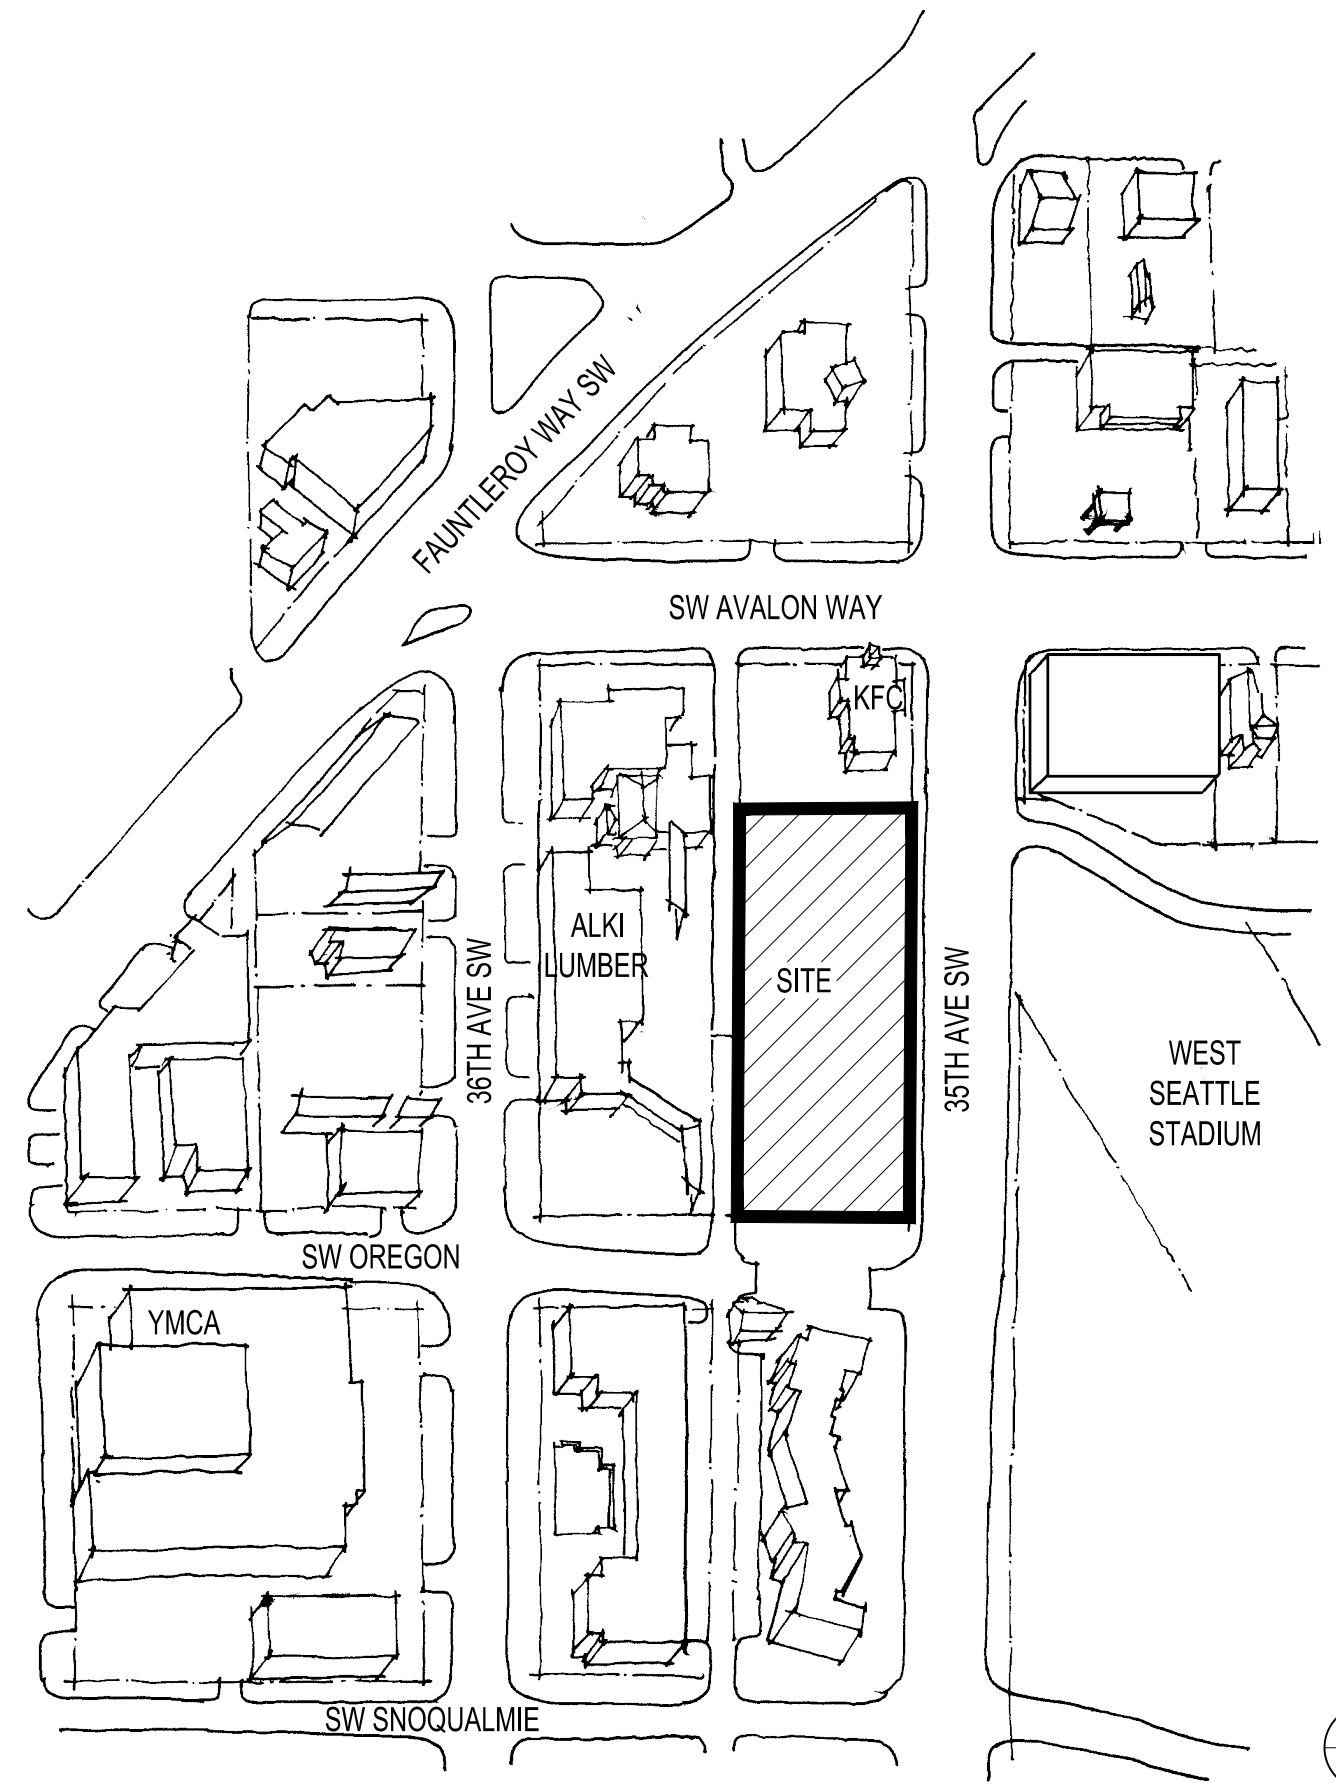 FAUNTLEROY WAY SW
SW AVALON WAY
KFC
ALKI
LUMBER
36TH AVE SW
SITE
35TH AVE SW
WEST
SEATTLE
STADIUM
SW OREGON
YMCA
SW SNOQUALMIE